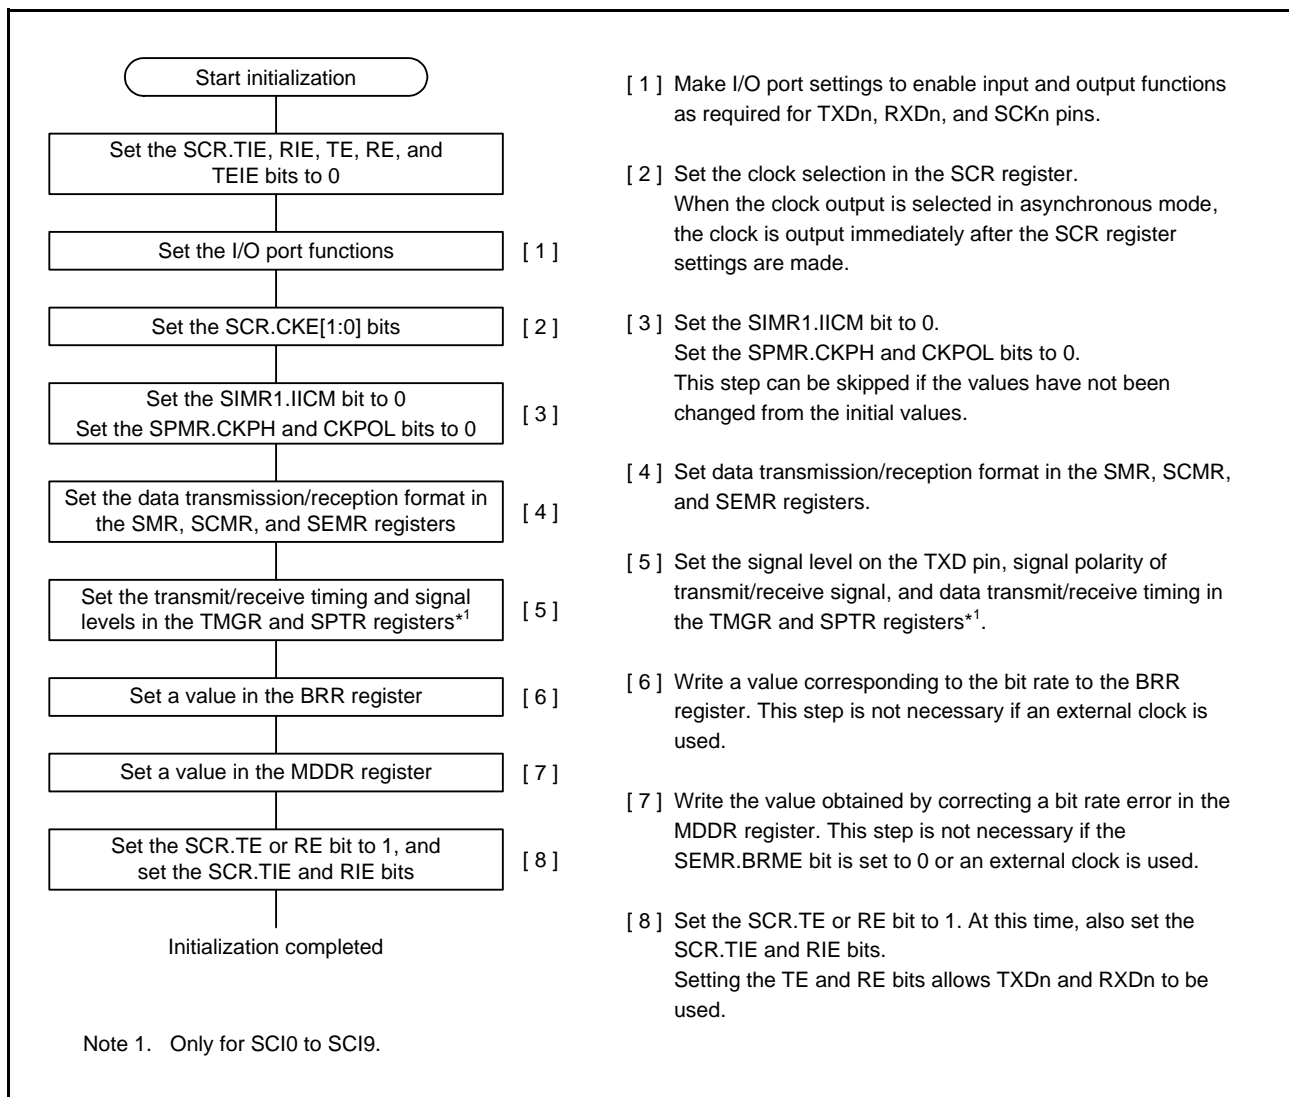 Start initialization
Set the SCR.TIE, RIE, TE, RE, and
TEIE bits to 0
Set the I/O port functions
[ 1 ]
Set the SCR.CKE[1:0] bits
[ 2 ]
Set the SIMR1.IICM bit to 0
Set the SPMR.CKPH and CKPOL bits to 0
[ 3 ]
Set the data transmission/reception format in
the SMR, SCMR, and SEMR registers
[ 4 ]
Set the transmit/receive timing and signal
levels in the TMGR and SPTR registers*1
[ 5 ]
Set a value in the BRR register
[ 6 ]
Set a value in the MDDR register
[ 7 ]
Set the SCR.TE or RE bit to 1, and
set the SCR.TIE and RIE bits
[ 8 ]
Initialization completed
Note 1. Only for SCI0 to SCI9.
[ 1 ] Make I/O port settings to enable input and output functions
as required for TXDn, RXDn, and SCKn pins.
[ 2 ] Set the clock selection in the SCR register.
When the clock output is selected in asynchronous mode,
the clock is output immediately after the SCR register
settings are made.
[ 3 ] Set the SIMR1.IICM bit to 0.
Set the SPMR.CKPH and CKPOL bits to 0.
This step can be skipped if the values have not been
changed from the initial values.
[ 4 ] Set data transmission/reception format in the SMR, SCMR,
and SEMR registers.
[ 5 ] Set the signal level on the TXD pin, signal polarity of
transmit/receive signal, and data transmit/receive timing in
the TMGR and SPTR registers*1.
[ 6 ] Write a value corresponding to the bit rate to the BRR
register. This step is not necessary if an external clock is
used.
[ 7 ] Write the value obtained by correcting a bit rate error in the
MDDR register. This step is not necessary if the
SEMR.BRME bit is set to 0 or an external clock is used.
[ 8 ] Set the SCR.TE or RE bit to 1. At this time, also set the
SCR.TIE and RIE bits.
Setting the TE and RE bits allows TXDn and RXDn to be
used.